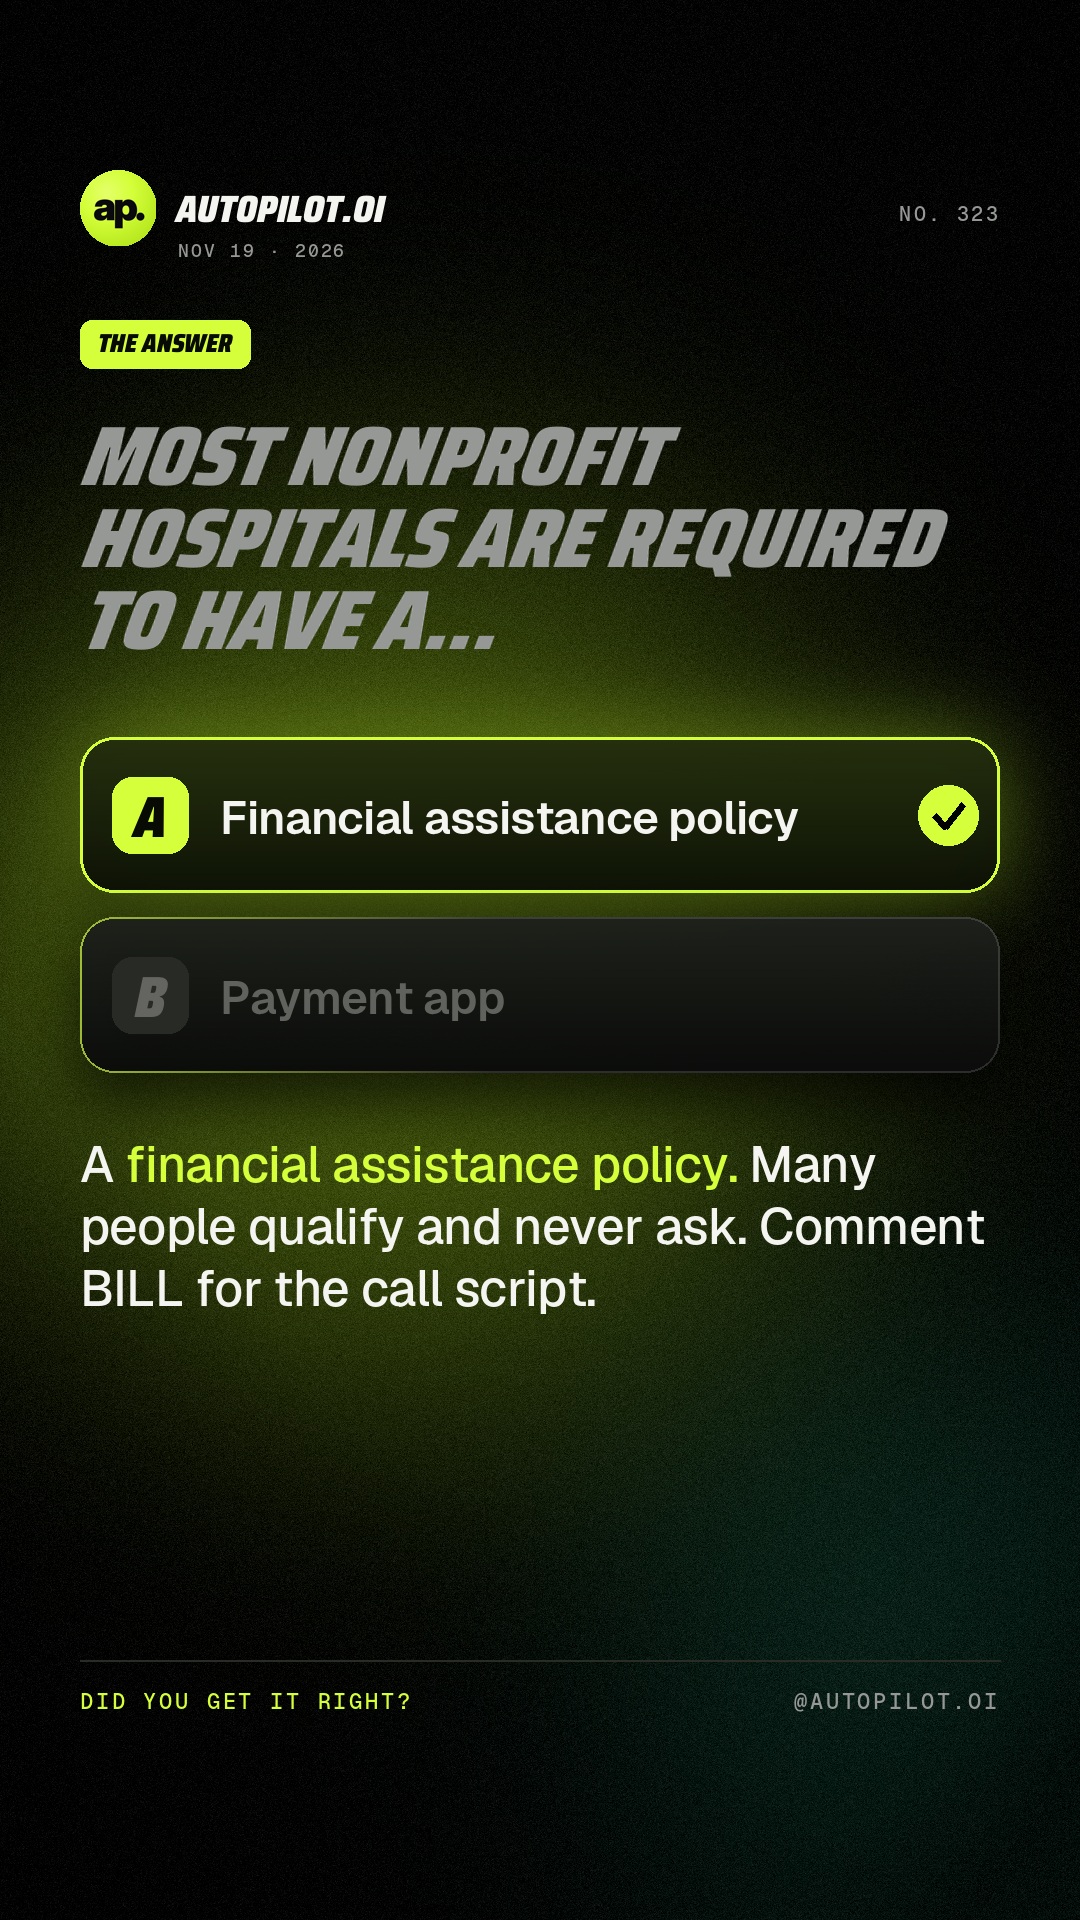 ap.
AUTOPILOT.OI
NO. 323
NOV 19 · 2026
THE ANSWER
MOST NONPROFIT
HOSPITALS ARE REQUIRED
TO HAVE A...
A Financial assistance policy
B Payment app
A financial assistance policy. Many
people qualify and never ask. Comment
BILL for the call script.
DID YOU GET IT RIGHT?
@AUTOPILOT.OI